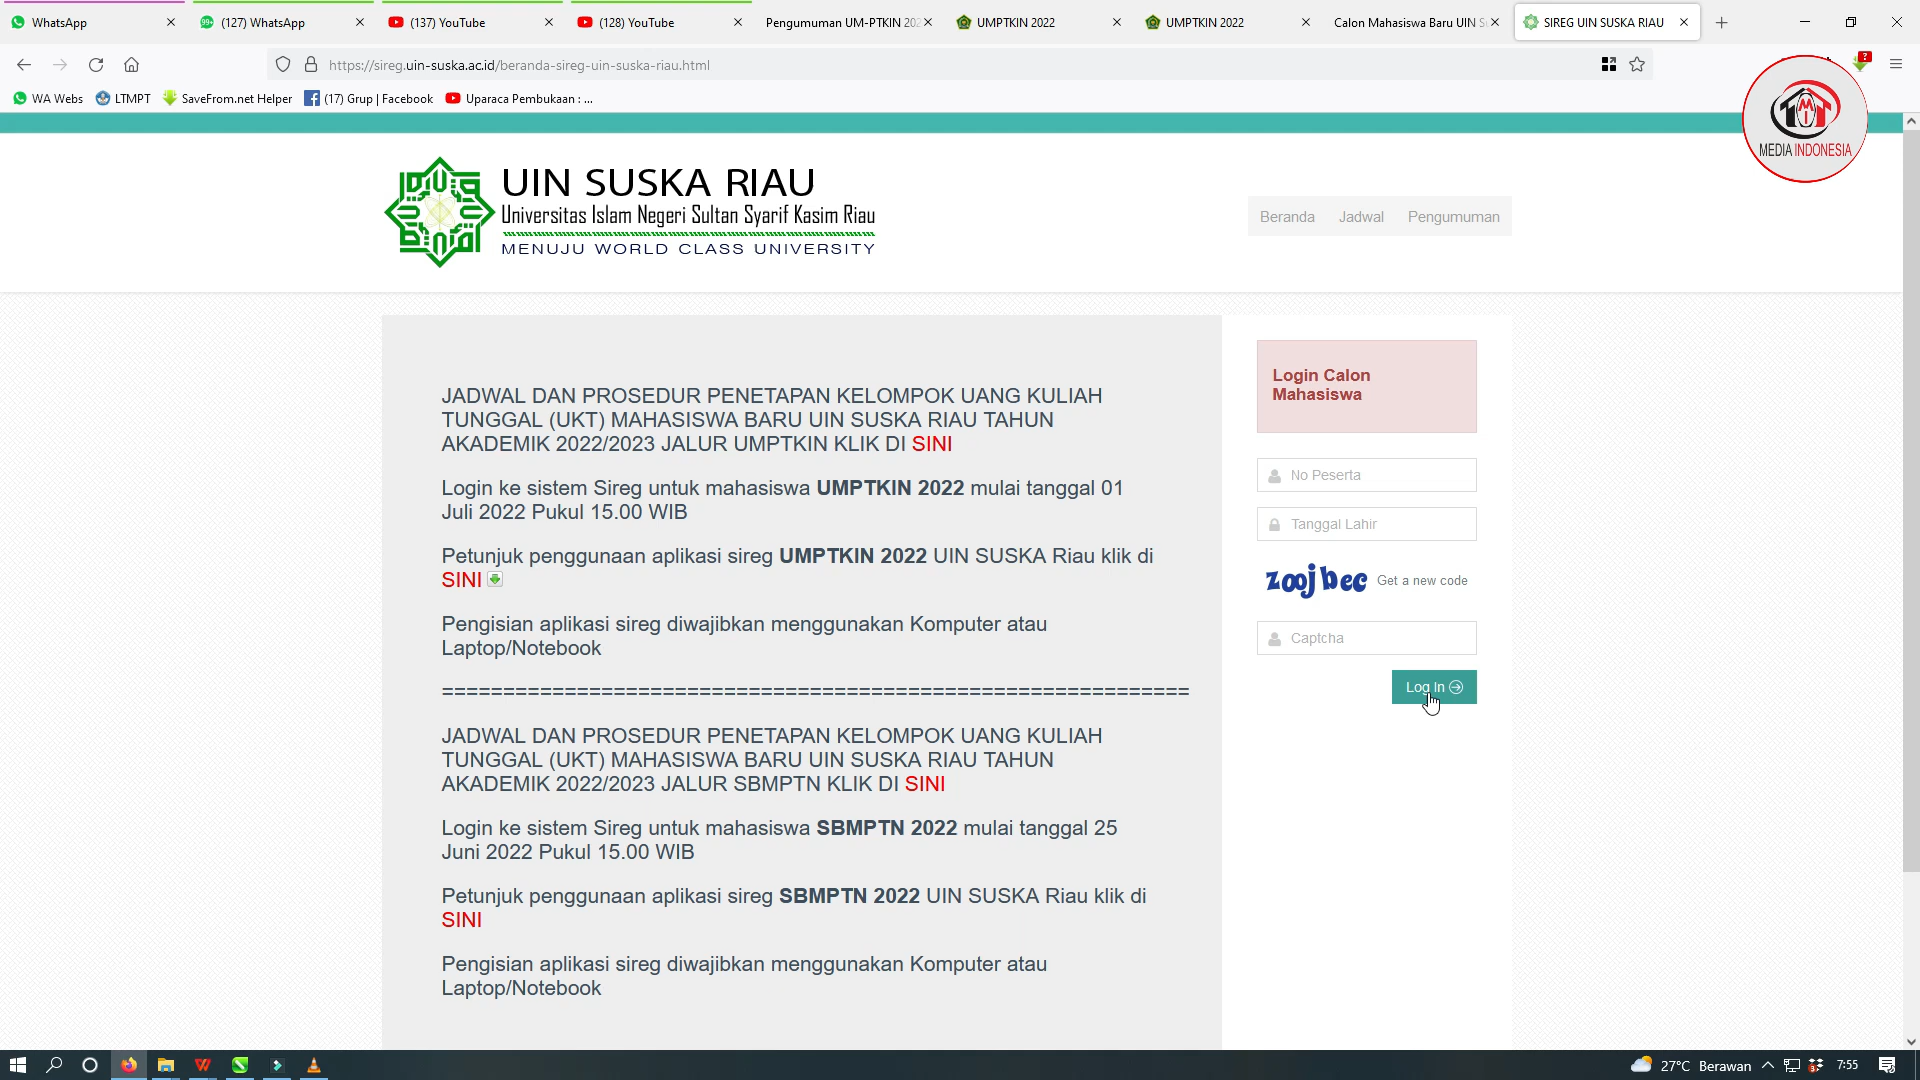 WhatsApp
(127) WhatsApp
(137) YouTube
(128) YouTube
Pengumuman UM-PTKIN 202
UMPTKIN 2022
UMPTKIN 2022
Calon Mahasiswa Baru UIN Su
SIREG UIN SUSKA RIAU
https://sireg.uin-suska.ac.id/beranda-sireg-uin-suska-riau.html
WA Webs
LTMPT
SaveFrom.net Helper
(17) Grup | Facebook
Uparaca Pembukaan : ...
MEDIA INDONESIA
UIN SUSKA RIAU
Universitas Islam Negeri Sultan Syarif Kasim Riau
MENUJU WORLD CLASS UNIVERSITY
Beranda
Jadwal
Pengumuman
JADWAL DAN PROSEDUR PENETAPAN KELOMPOK UANG KULIAH
TUNGGAL (UKT) MAHASISWA BARU UIN SUSKA RIAU TAHUN
AKADEMIK 2022/2023 JALUR UMPTKIN KLIK DI SINI
Login ke sistem Sireg untuk mahasiswa UMPTKIN 2022 mulai tanggal 01
Juli 2022 Pukul 15.00 WIB
Petunjuk penggunaan aplikasi sireg UMPTKIN 2022 UIN SUSKA Riau klik di
SINI
Pengisian aplikasi sireg diwajibkan menggunakan Komputer atau
Laptop/Notebook
=============================================================
JADWAL DAN PROSEDUR PENETAPAN KELOMPOK UANG KULIAH
TUNGGAL (UKT) MAHASISWA BARU UIN SUSKA RIAU TAHUN
AKADEMIK 2022/2023 JALUR SBMPTN KLIK DI SINI
Login ke sistem Sireg untuk mahasiswa SBMPTN 2022 mulai tanggal 25
Juni 2022 Pukul 15.00 WIB
Petunjuk penggunaan aplikasi sireg SBMPTN 2022 UIN SUSKA Riau klik di
SINI
Pengisian aplikasi sireg diwajibkan menggunakan Komputer atau
Laptop/Notebook
Login Calon
Mahasiswa
No Peserta
Tanggal Lahir
zoojbec
Get a new code
Captcha
Log In
27°C Berawan
7:55